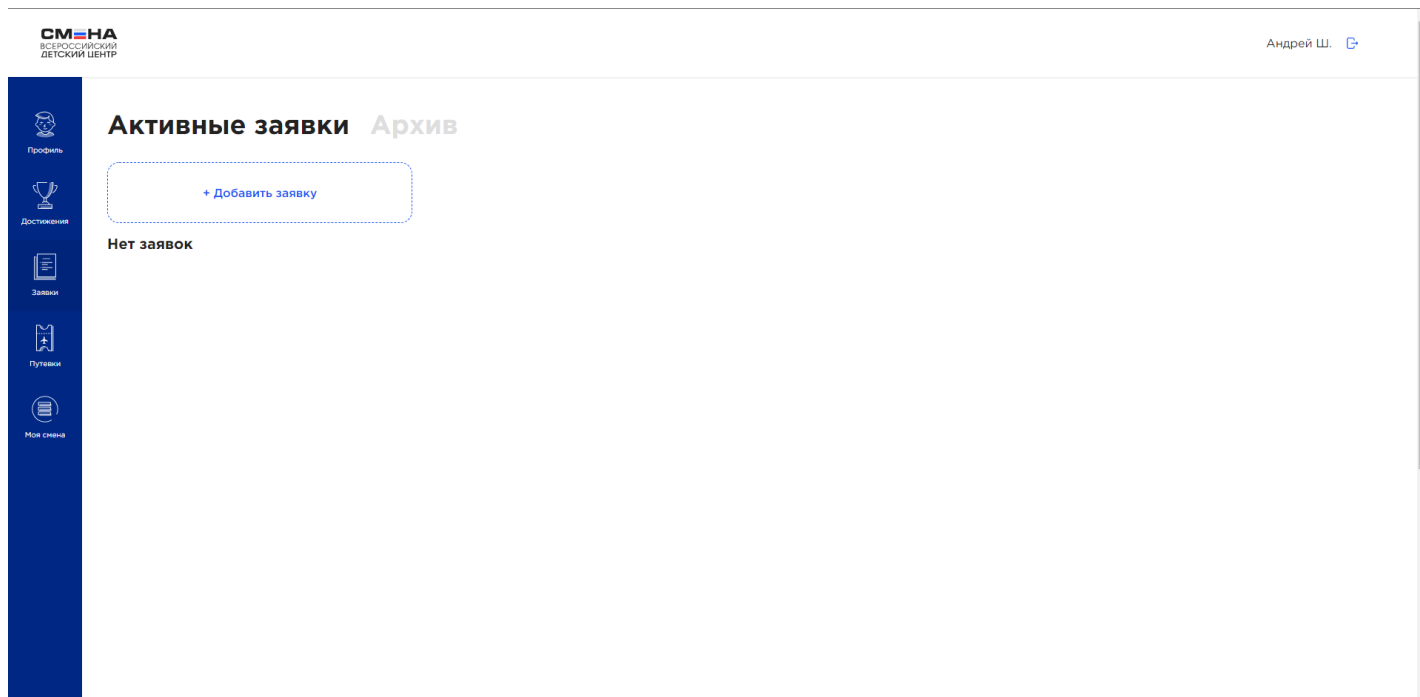 СМЕНА
ВСЕРОССИЙСКИЙ
ДЕТСКИЙ ЦЕНТР
Андрей Ш.
Профиль
Достижения
Заявки
Путевки
Моя смена
Активные заявки Архив
+ Добавить заявку
Нет заявок